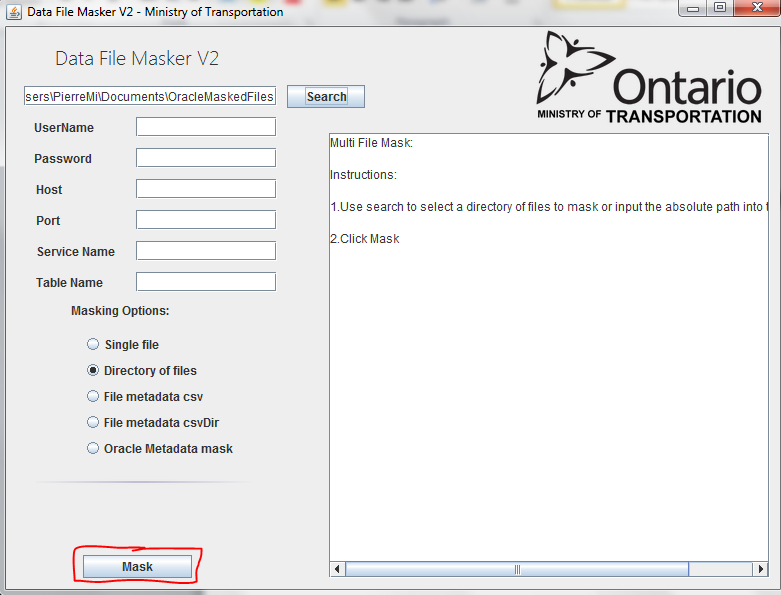 Data File Masker V2 - Ministry of Transportation
Data File Masker V2
sers\PierreMi\Documents\OracleMaskedFiles
Search
Ontario
MINISTRY OF TRANSPORTATION
UserName
Password
Host
Port
Service Name
Table Name
Masking Options:
Single file
Directory of files
File metadata csv
File metadata csvDir
Oracle Metadata mask
Mask
Multi File Mask:
Instructions:
1.Use search to select a directory of files to mask or input the absolute path into
2.Click Mask